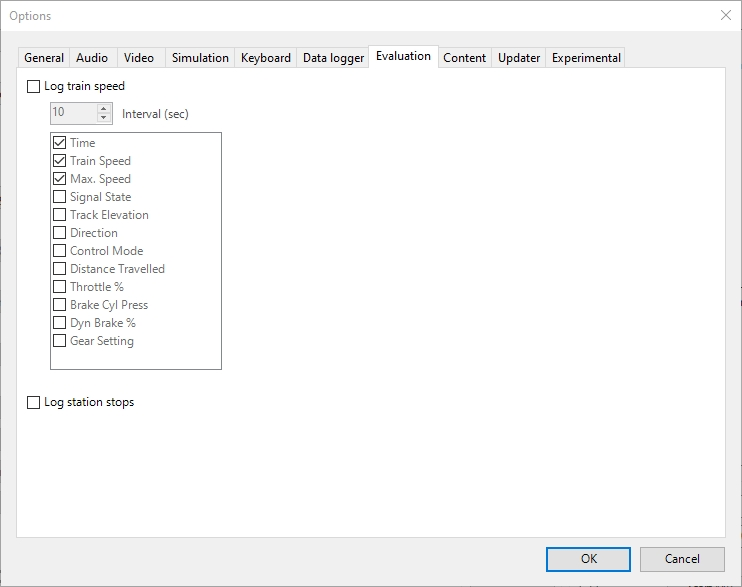 Options
General Audio Video Simulation Keyboard Data logger Evaluation Content Updater Experimental
Log train speed
10 Interval (sec)
Time
Train Speed
Max. Speed
Signal State
Track Elevation
Direction
Control Mode
Distance Travelled
Throttle %
Brake Cyl Press
Dyn Brake %
Gear Setting
Log station stops
OK Cancel